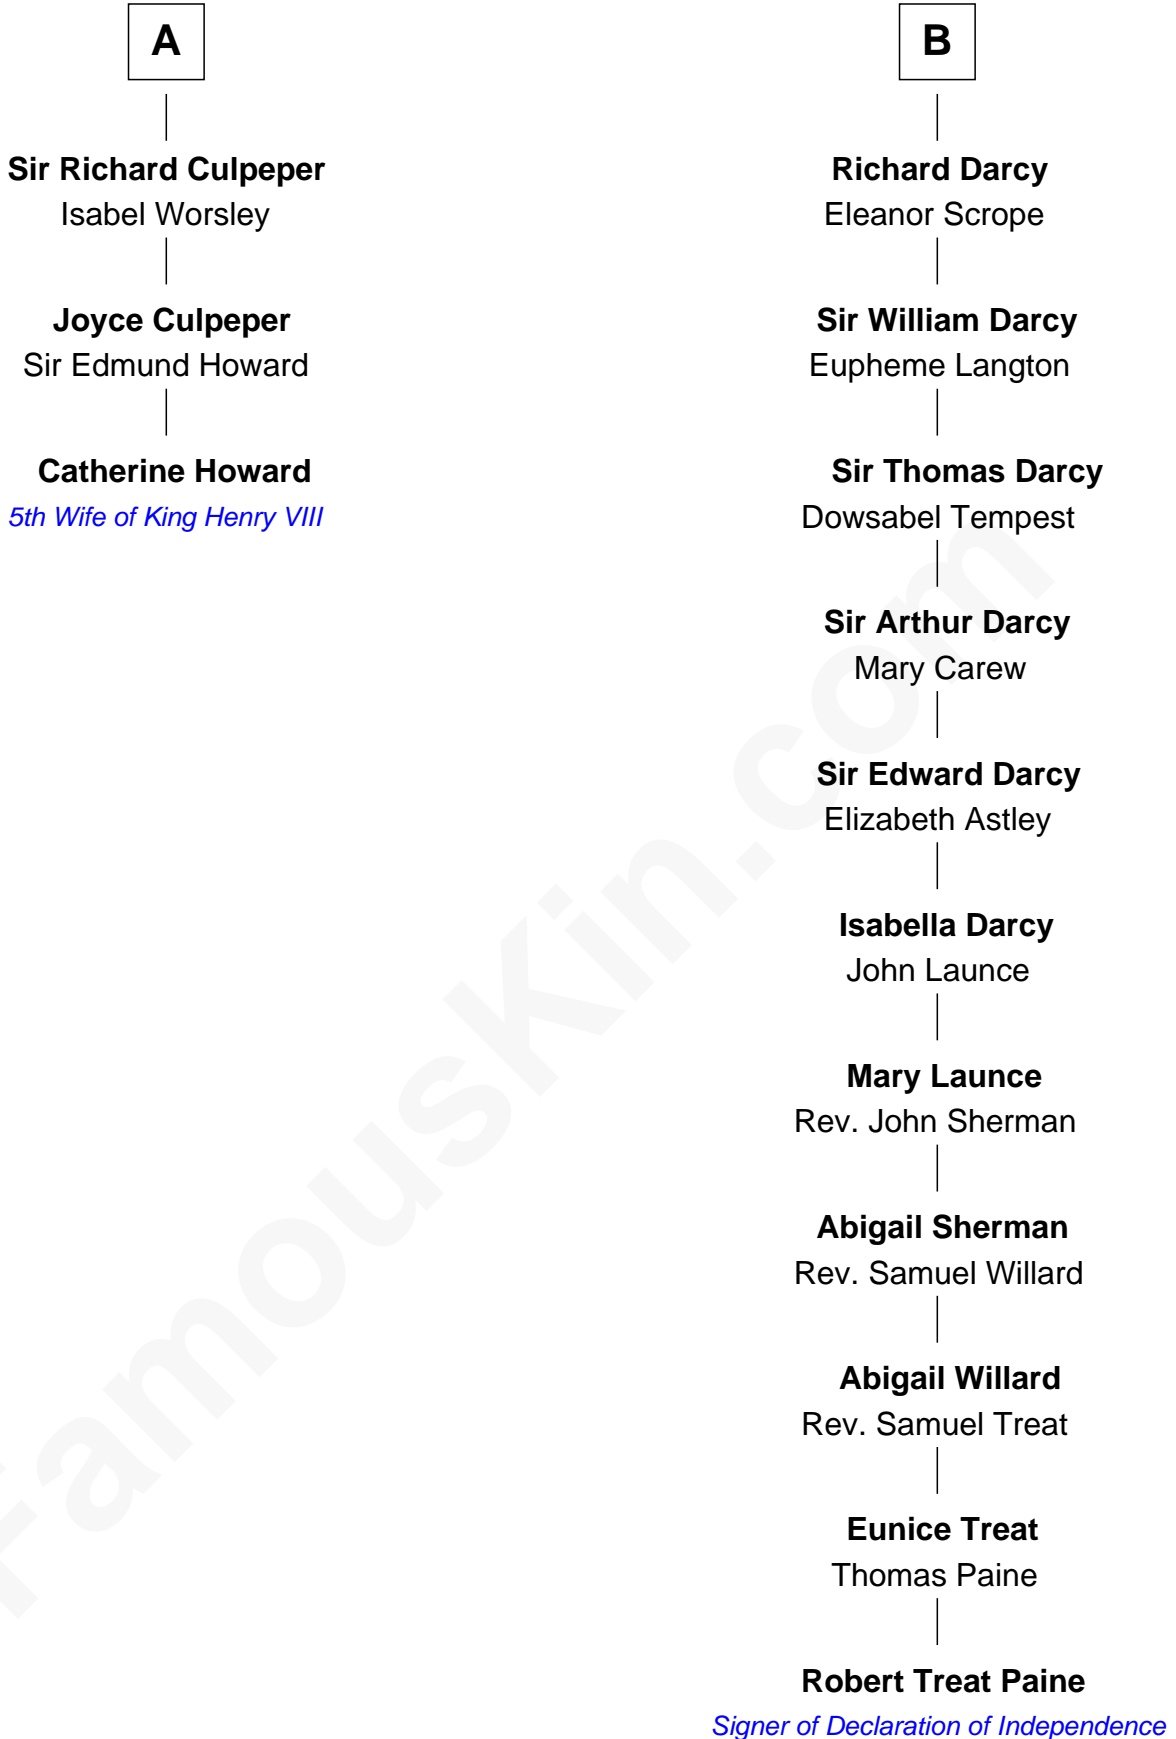 A
Sir Richard Culpeper
Isabel Worsley
Joyce Culpeper
Sir Edmund Howard
Catherine Howard
5th Wife of King Henry VIII
B
Richard Darcy
Eleanor Scrope
Sir William Darcy
Eupheme Langton
Sir Thomas Darcy
Dowsabel Tempest
Sir Arthur Darcy
Mary Carew
Sir Edward Darcy
Elizabeth Astley
Isabella Darcy
John Launce
Mary Launce
Rev. John Sherman
Abigail Sherman
Rev. Samuel Willard
Abigail Willard
Rev. Samuel Treat
Eunice Treat
Thomas Paine
Robert Treat Paine
Signer of Declaration of Independence
FamousKin.com